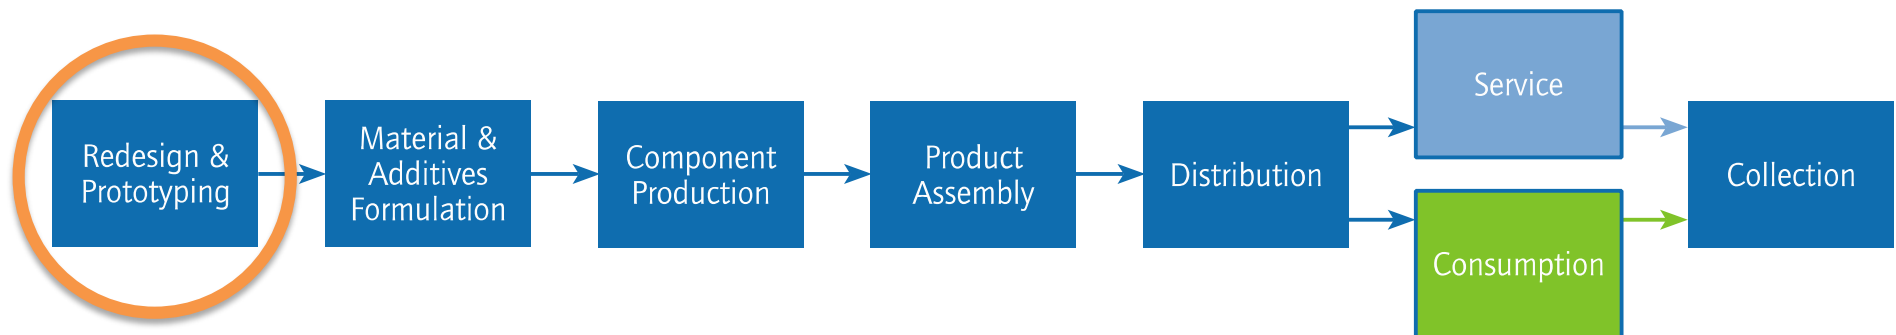 Redesign &
Prototyping
Material &
Additives
Formulation
Component
Production
Product
Assembly
Distribution
Service
Consumption
Collection